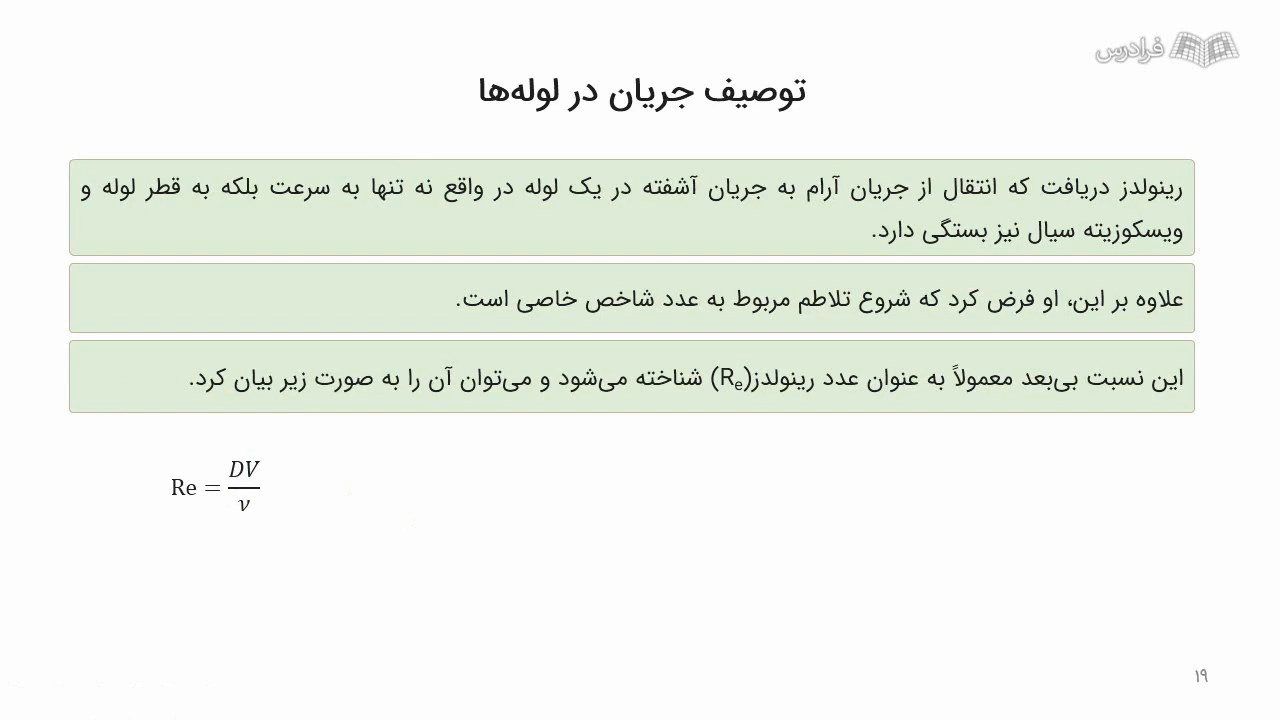 فرادرس
توصیف جریان در لوله‌ها
رینولدز دریافت که انتقال از جریان آرام به جریان آشفته در یک لوله در واقع نه تنها به سرعت بلکه به قطر لوله و
ویسکوزیته سیال نیز بستگی دارد.
علاوه بر این، او فرض کرد که شروع تلاطم مربوط به عدد شاخص خاصی است.
این نسبت بی‌بعد معمولاً به عنوان عدد رینولدز(Rₑ) شناخته می‌شود و می‌توان آن را به صورت زیر بیان کرد.
Re = DV/ν
۱۹